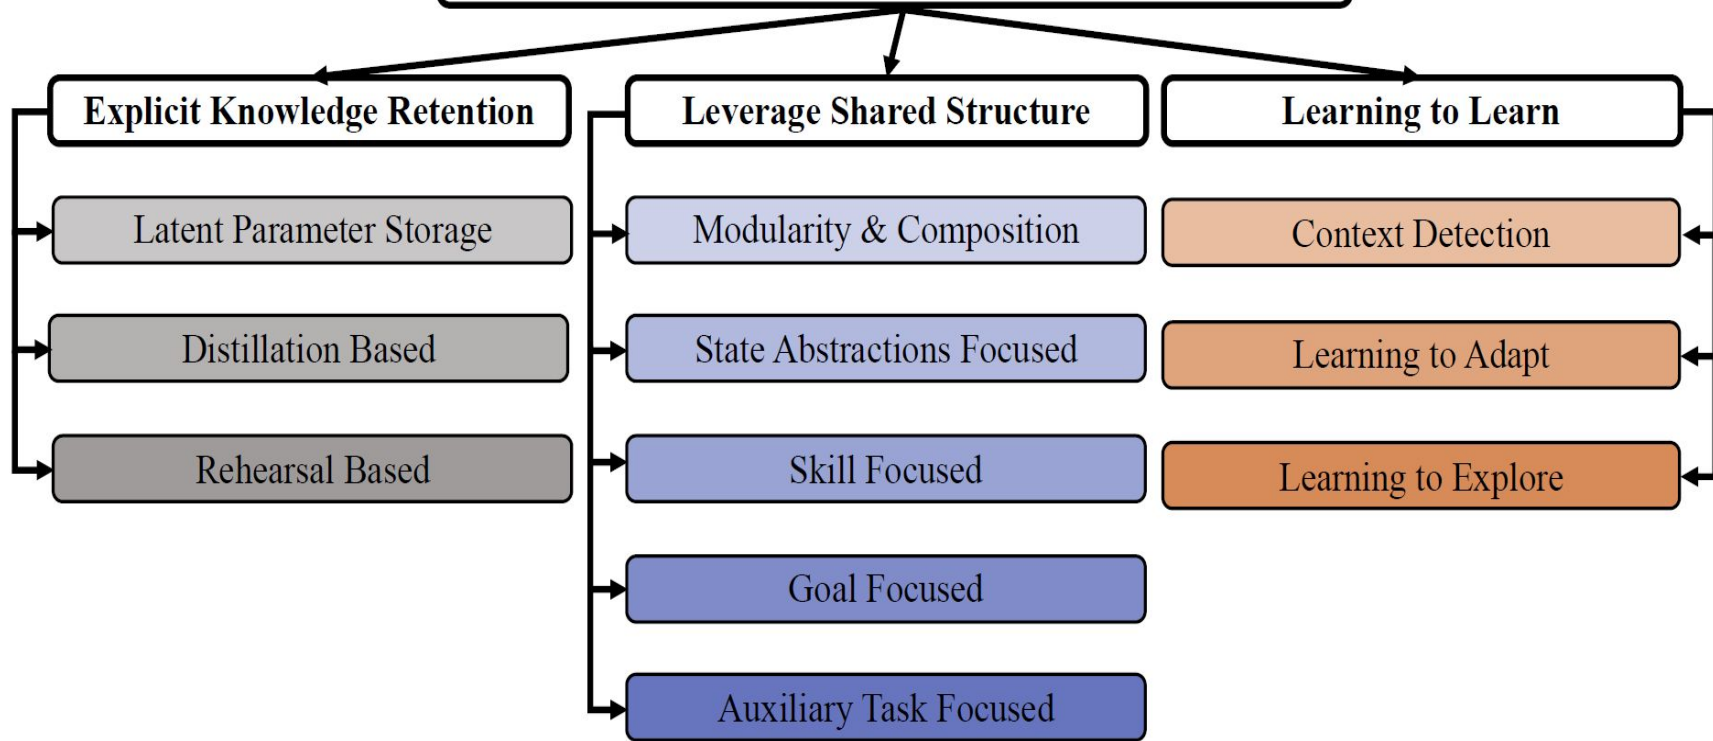 Explicit Knowledge Retention
Leverage Shared Structure
Learning to Learn
Latent Parameter Storage
Modularity & Composition
Context Detection
Distillation Based
State Abstractions Focused
Learning to Adapt
Rehearsal Based
Skill Focused
Learning to Explore
Goal Focused
Auxiliary Task Focused